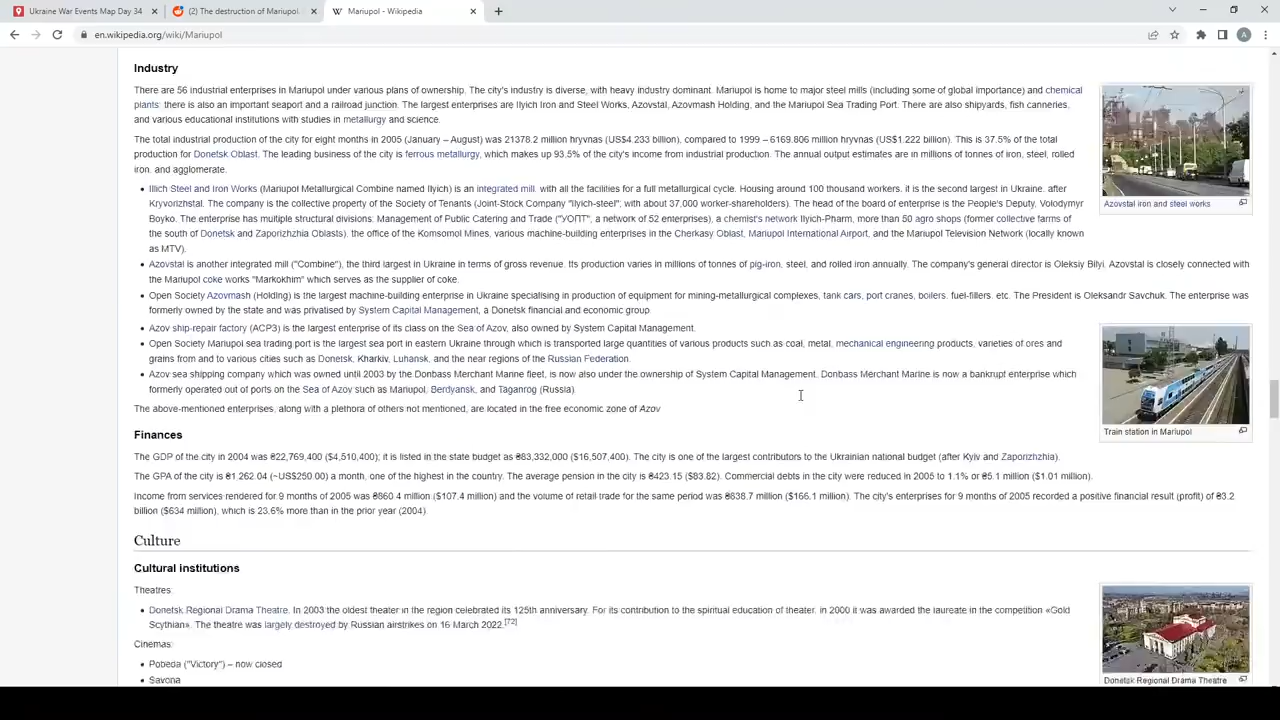 Ukraine War Events Map Day 34
(2) The destruction of Mariupol
Mariupol - Wikipedia
en.wikipedia.org/wiki/Mariupol
A
Industry
There are 56 industrial enterprises in Mariupol under various plans of ownership. The city's industry is diverse, with heavy industry dominant. Mariupol is home to major steel mills (including some of global importance) and chemical
plants; there is also an important seaport and a railroad junction. The largest enterprises are Ilyich Iron and Steel Works, Azovstal, Azovmash Holding, and the Mariupol Sea Trading Port. There are also shipyards, fish canneries,
and various educational institutions with studies in metallurgy and science.
The total industrial production of the city for eight months in 2005 (January – August) was 21378.2 million hryvnas (US$4.233 billion), compared to 1999 – 6169.806 million hryvnas (US$1.222 billion). This is 37.5% of the total
production for Donetsk Oblast. The leading business of the city is ferrous metallurgy, which makes up 93.5% of the city's income from industrial production. The annual output estimates are in millions of tonnes of iron, steel, rolled
iron, and agglomerate.
• Illich Steel and Iron Works (Mariupol Metallurgical Combine named Ilyich) is an integrated mill, with all the facilities for a full metallurgical cycle. Housing around 100 thousand workers, it is the second largest in Ukraine, after
Kryvorizhstal. The company is the collective property of the Society of Tenants (Joint-Stock Company "Ilyich-steel"; with about 37,000 worker-shareholders). The head of the board of enterprise is the People's Deputy, Volodymyr
Boyko. The enterprise has multiple structural divisions: Management of Public Catering and Trade ("УОПТ", a network of 52 enterprises), a chemist's network Ilyich-Pharm, more than 50 agro shops (former collective farms of
the south of Donetsk and Zaporizhzhia Oblasts), the office of the Komsomol Mines, various machine-building enterprises in the Cherkasy Oblast, Mariupol International Airport, and the Mariupol Television Network (locally known
as MTV).
• Azovstal is another integrated mill ("Combine"), the third largest in Ukraine in terms of gross revenue. Its production varies in millions of tonnes of pig-iron, steel, and rolled iron annually. The company's general director is Oleksiy Bilyi. Azovstal is closely connected with
the Mariupol coke works "Markokhim" which serves as the supplier of coke.
• Open Society Azovmash (Holding) is the largest machine-building enterprise in Ukraine specialising in production of equipment for mining-metallurgical complexes, tank cars, port cranes, boilers, fuel-fillers, etc. The President is Oleksandr Savchuk. The enterprise was
formerly owned by the state and was privatised by System Capital Management, a Donetsk financial and economic group.
• Azov ship-repair factory (ACP3) is the largest enterprise of its class on the Sea of Azov, also owned by System Capital Management.
• Open Society Mariupol sea trading port is the largest sea port in eastern Ukraine through which is transported large quantities of various products such as coal, metal, mechanical engineering products, varieties of ores and
grains from and to various cities such as Donetsk, Kharkiv, Luhansk, and the near regions of the Russian Federation.
• Azov sea shipping company which was owned until 2003 by the Donbass Merchant Marine fleet, is now also under the ownership of System Capital Management. Donbass Merchant Marine is now a bankrupt enterprise which
formerly operated out of ports on the Sea of Azov such as Mariupol, Berdyansk, and Taganrog (Russia).
The above-mentioned enterprises, along with a plethora of others not mentioned, are located in the free economic zone of Azov
Azovstal iron and steel works
Train station in Mariupol
Finances
The GDP of the city in 2004 was ₴22,769,400 ($4,510,400); it is listed in the state budget as ₴83,332,000 ($16,507,400). The city is one of the largest contributors to the Ukrainian national budget (after Kyiv and Zaporizhzhia).
The GPA of the city is ₴1,262.04 (~US$250.00) a month, one of the highest in the country. The average pension in the city is ₴423.15 ($83.82). Commercial debts in the city were reduced in 2005 to 1.1% or ₴5.1 million ($1.01 million).
Income from services rendered for 9 months of 2005 was ₴860.4 million ($107.4 million) and the volume of retail trade for the same period was ₴838.7 million ($166.1 million). The city's enterprises for 9 months of 2005 recorded a positive financial result (profit) of ₴3.2
billion ($634 million), which is 23.6% more than in the prior year (2004)
Culture
Cultural institutions
Theatres:
• Donetsk Regional Drama Theatre. In 2003 the oldest theater in the region celebrated its 125th anniversary. For its contribution to the spiritual education of theater, in 2000 it was awarded the laureate in the competition «Gold
Scythian». The theatre was largely destroyed by Russian airstrikes on 16 March 2022.[72]
Cinemas:
• Pobeda ("Victory") – now closed
• Savona
Donetsk Regional Drama Theatre